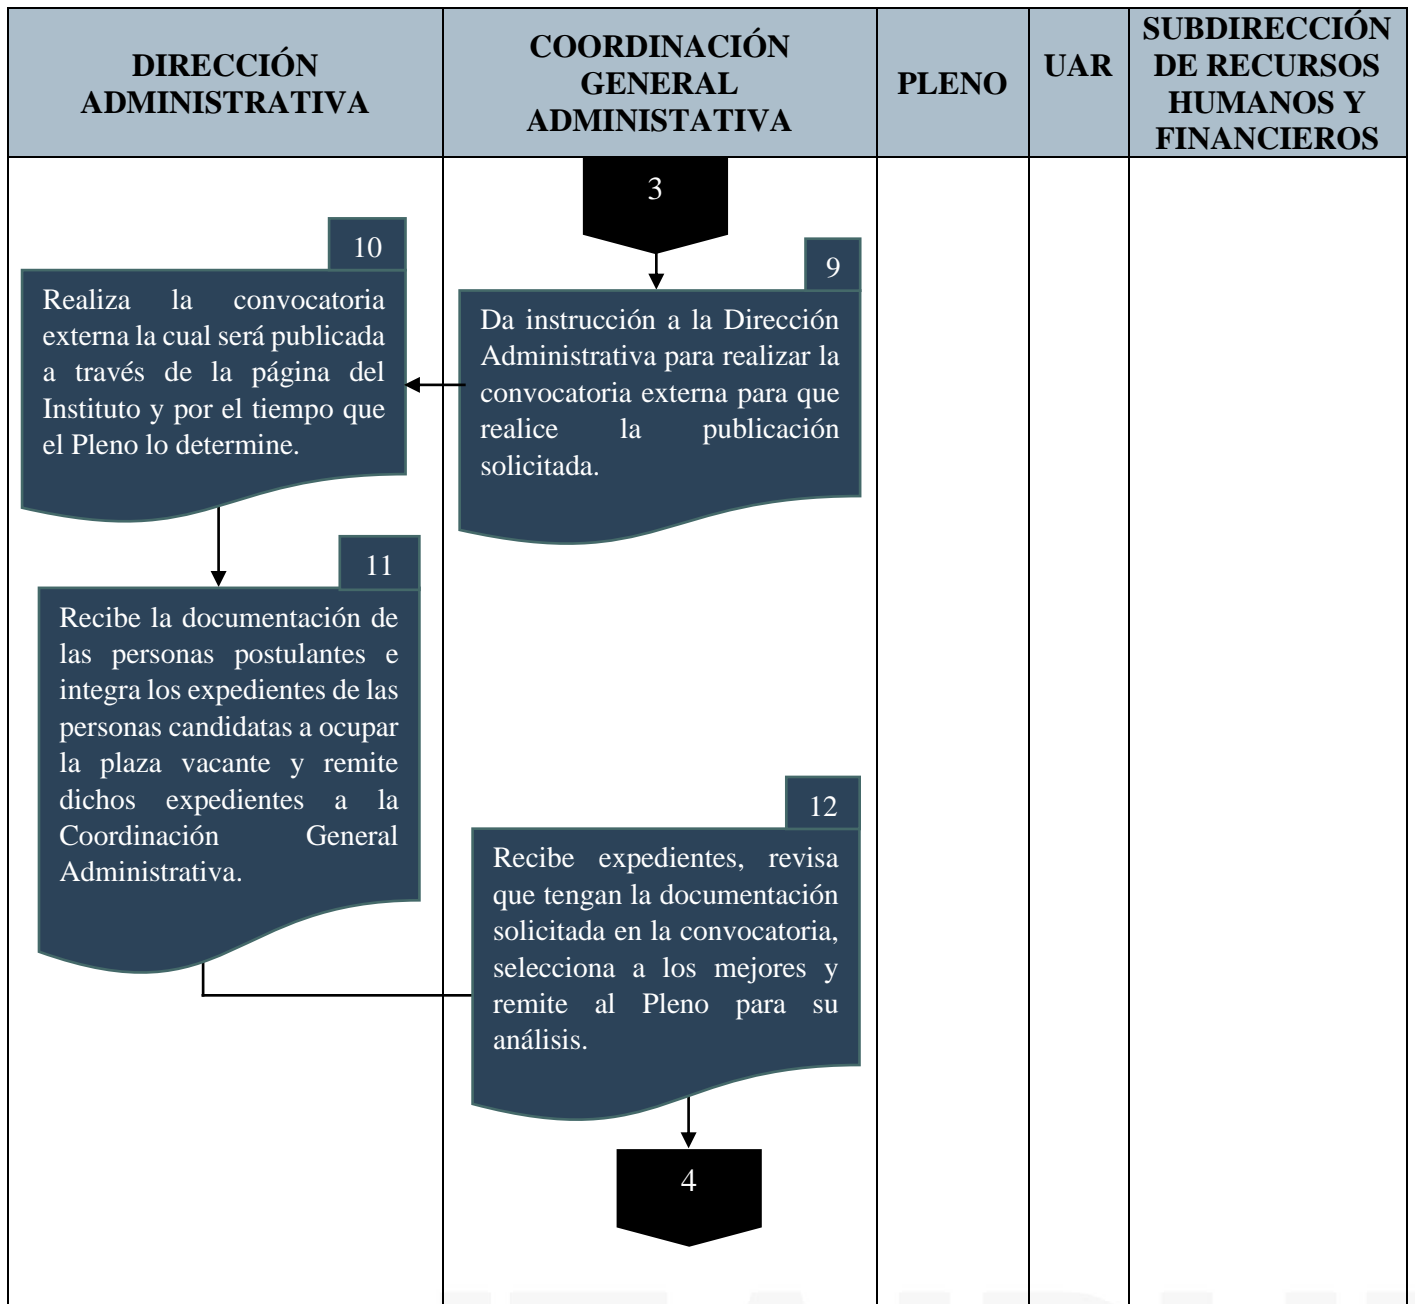 DIRECCIÓN
ADMINISTRATIVA
COORDINACIÓN
GENERAL
ADMINISTATIVA
PLENO
UAR
SUBDIRECCIÓN
DE RECURSOS
HUMANOS Y
FINANCIEROS
3
9
Da instrucción a la Dirección
Administrativa para realizar la
convocatoria externa para que
realice la publicación
solicitada.
10
Realiza la convocatoria
externa la cual será publicada
a través de la página del
Instituto y por el tiempo que
el Pleno lo determine.
11
Recibe la documentación de
las personas postulantes e
integra los expedientes de las
personas candidatas a ocupar
la plaza vacante y remite
dichos expedientes a la
Coordinación General
Administrativa.
12
Recibe expedientes, revisa
que tengan la documentación
solicitada en la convocatoria,
selecciona a los mejores y
remite al Pleno para su
análisis.
4